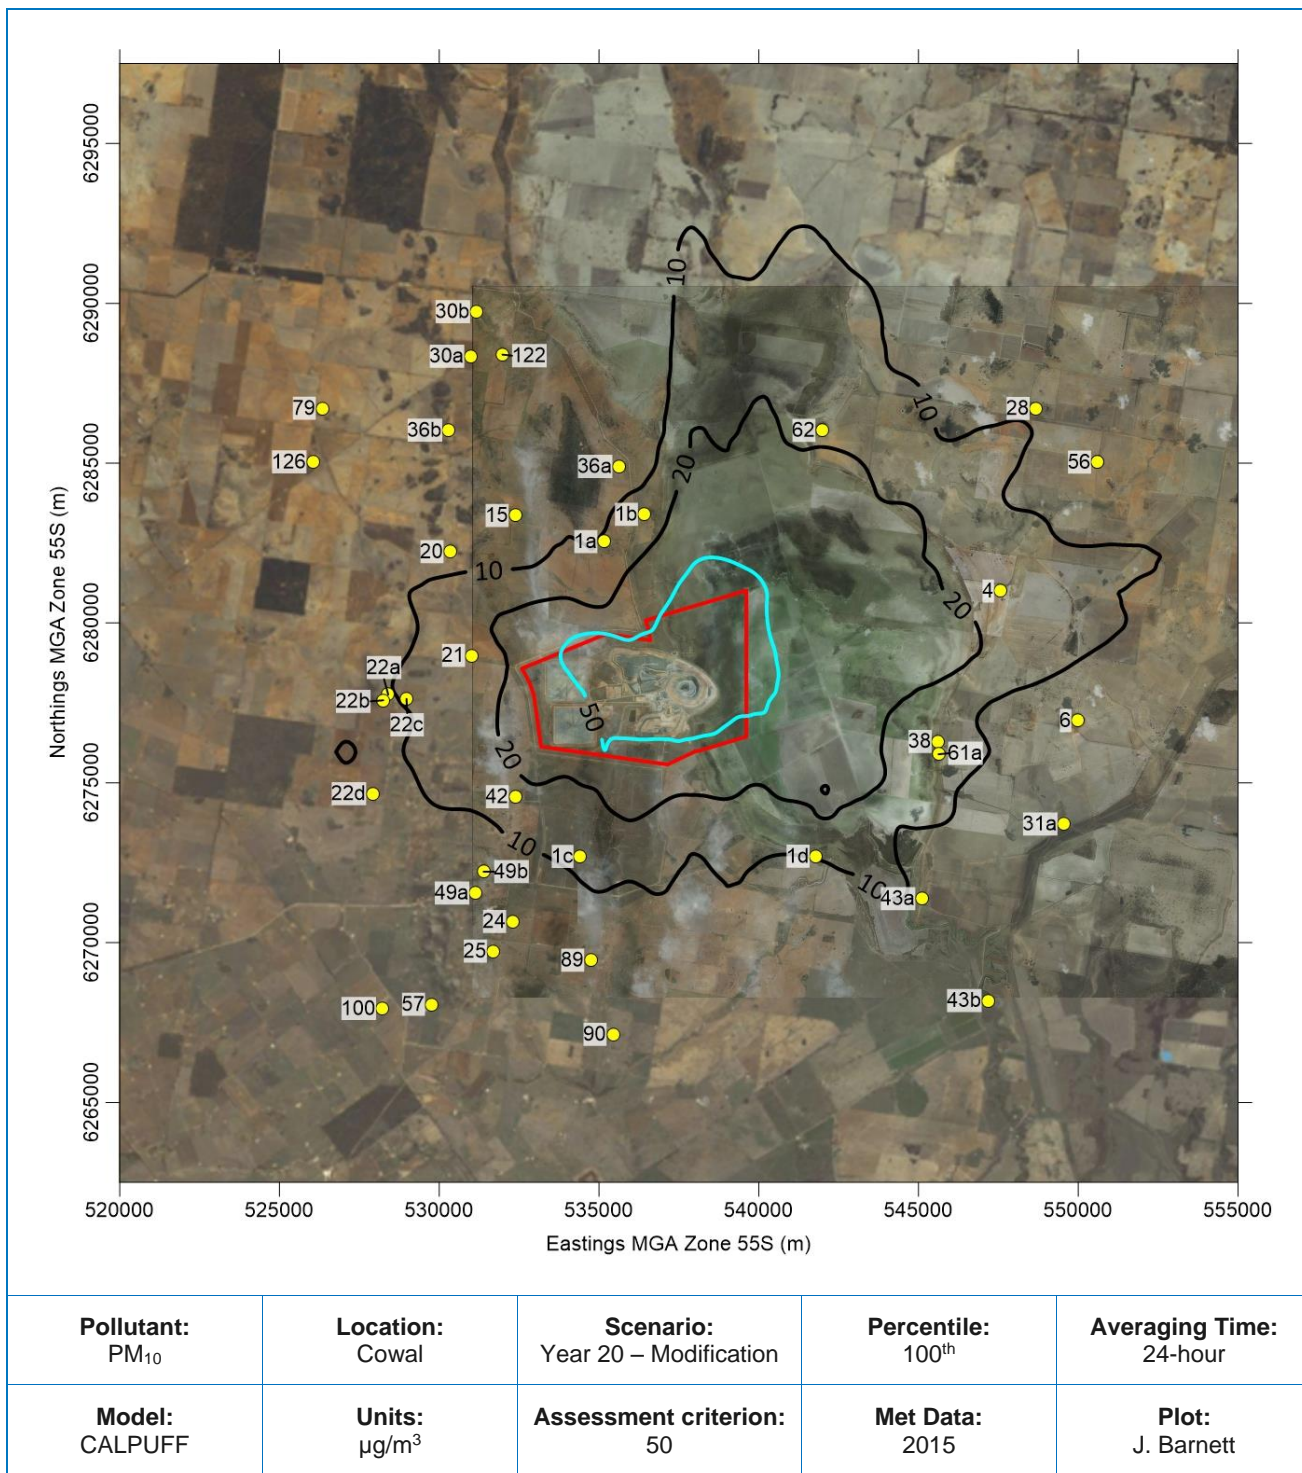 6295000
6290000
6285000
6280000
6275000
6270000
6265000
Northings MGA Zone 55S (m)
10
30b
30a
122
79
10
28
36b
62
126
20
36a
56
15
1b
1a
20
10
4
20
21
22a
22b
22c
50
6
38
61a
20
22d
42
31a
10
1c
1d
49b
10
49a
43a
24
25
89
43b
100
57
90
520000 525000 530000 535000 540000 545000 550000 555000
Eastings MGA Zone 55S (m)
Pollutant: Location: Scenario: Percentile: Averaging Time:
PM₁₀ Cowal Year 20 – Modification 100ᵗʰ 24-hour
Model: Units: Assessment criterion: Met Data: Plot:
CALPUFF µg/m³ 50 2015 J. Barnett